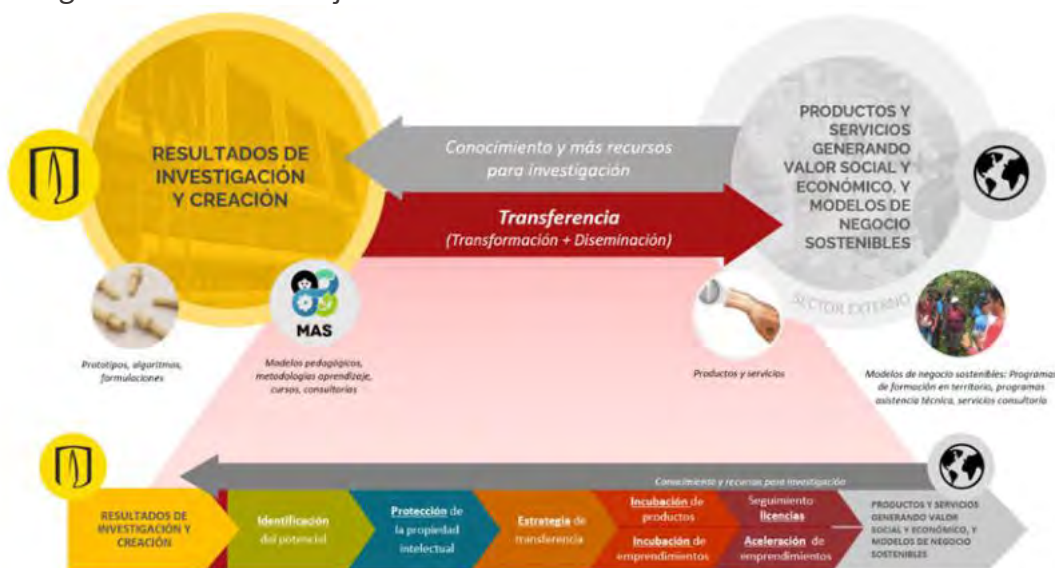 RESULTADOS DE
INVESTIGACIÓN
Y CREACIÓN
Conocimiento y más recursos
para investigación
Transferencia
(Transformación + Diseminación)
PRODUCTOS Y
SERVICIOS
GENERANDO
VALOR SOCIAL Y
ECONÓMICO, Y
MODELOS DE
NEGOCIO
SOSTENIBLES
SECTOR EXTERNO
MAS
Prototipos, algoritmos,
formulaciones
Modelos pedagógicos,
metodologías aprendizaje,
cursos, consultorías
Productos y servicios
Modelos de negocio sostenibles: Programas
de formación en territorio, programas
asistencia técnica, servicios consultoría
Conocimiento y recursos para investigación
RESULTADOS DE
INVESTIGACIÓN Y
CREACIÓN
Identificación
del potencial
Protección de
la propiedad
intelectual
Estrategia de
transferencia
Incubación de
productos
Incubación de
emprendimientos
Seguimiento
licencias
Aceleración de
emprendimientos
PRODUCTOS Y SERVICIOS
GENERANDO VALOR
SOCIAL Y ECONÓMICO, Y
MODELOS DE NEGOCIO
SOSTENIBLES